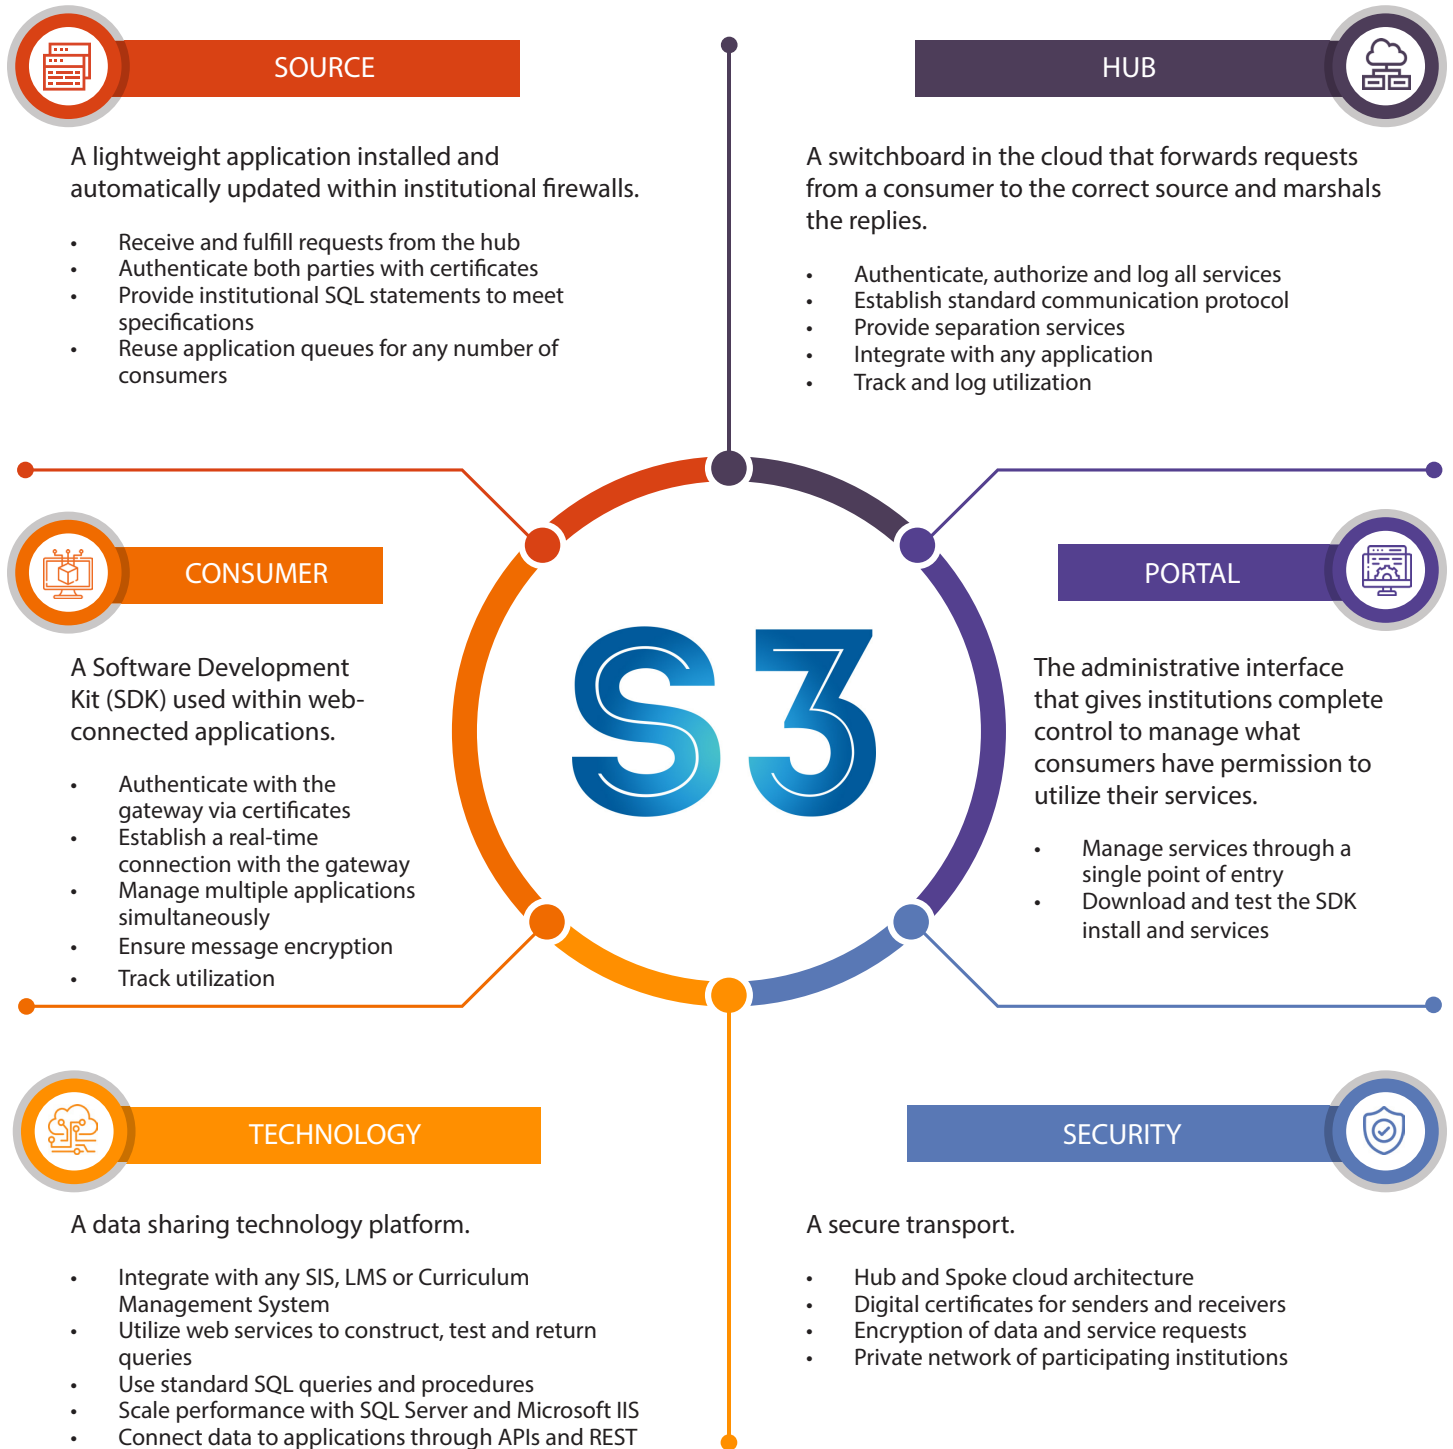 SOURCE
A lightweight application installed and
automatically updated within institutional firewalls.
• Receive and fulfill requests from the hub
• Authenticate both parties with certificates
• Provide institutional SQL statements to meet
specifications
• Reuse application queues for any number of
consumers
HUB
A switchboard in the cloud that forwards requests
from a consumer to the correct source and marshals
the replies.
• Authenticate, authorize and log all services
• Establish standard communication protocol
• Provide separation services
• Integrate with any application
• Track and log utilization
CONSUMER
A Software Development
Kit (SDK) used within web-
connected applications.
• Authenticate with the
gateway via certificates
• Establish a real-time
connection with the gateway
• Manage multiple applications
simultaneously
• Ensure message encryption
• Track utilization
S3
PORTAL
The administrative interface
that gives institutions complete
control to manage what
consumers have permission to
utilize their services.
• Manage services through a
single point of entry
• Download and test the SDK
install and services
TECHNOLOGY
A data sharing technology platform.
• Integrate with any SIS, LMS or Curriculum
Management System
• Utilize web services to construct, test and return
queries
• Use standard SQL queries and procedures
• Scale performance with SQL Server and Microsoft IIS
• Connect data to applications through APIs and REST
SECURITY
A secure transport.
• Hub and Spoke cloud architecture
• Digital certificates for senders and receivers
• Encryption of data and service requests
• Private network of participating institutions